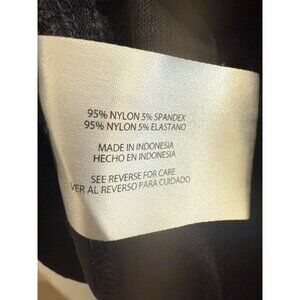 95% NYLON 5% SPANDEX
95% NYLON 5% ELASTANO
MADE IN INDONESIA
HECHO EN INDONESIA
SEE REVERSE FOR CARE
VER AL REVERSO PARA CUIDADO